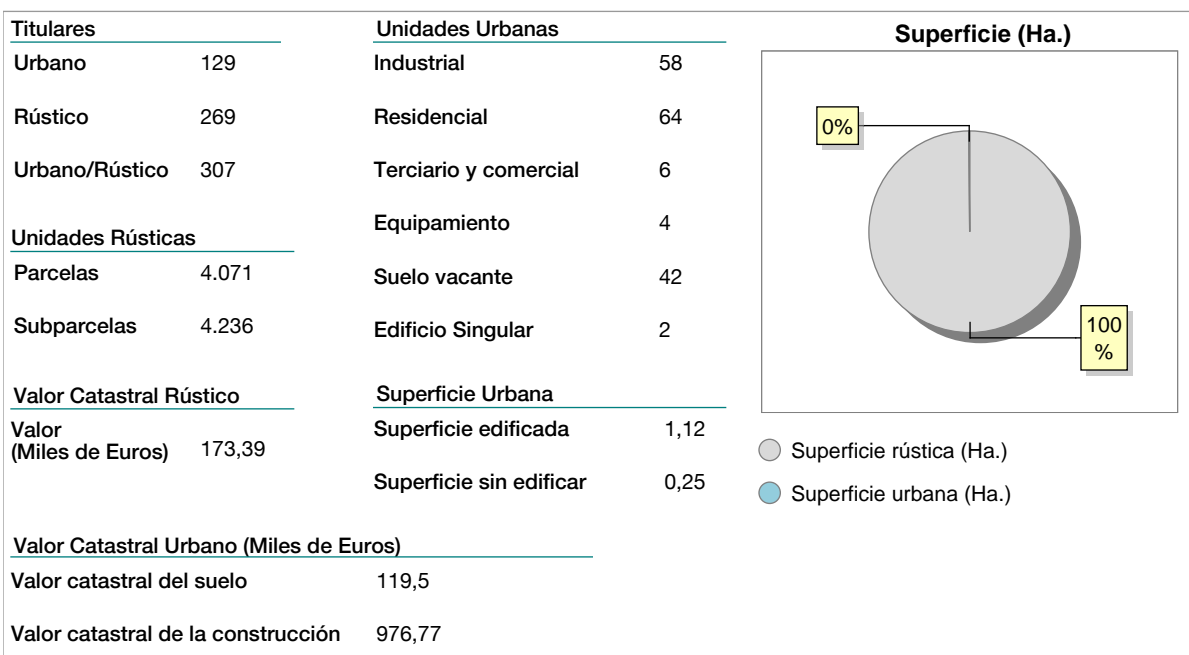 Titulares
Urbano 129
Rústico 269
Urbano/Rústico 307
Unidades Rústicas
Parcelas 4.071
Subparcelas 4.236
Valor Catastral Rústico
Valor
(Miles de Euros) 173,39
Unidades Urbanas
Industrial 58
Residencial 64
Terciario y comercial 6
Equipamiento 4
Suelo vacante 42
Edificio Singular 2
Superficie Urbana
Superficie edificada 1,12
Superficie sin edificar 0,25
Valor Catastral Urbano (Miles de Euros)
Valor catastral del suelo 119,5
Valor catastral de la construcción 976,77
Superficie (Ha.)
0%
100
%
Superficie rústica (Ha.)
Superficie urbana (Ha.)